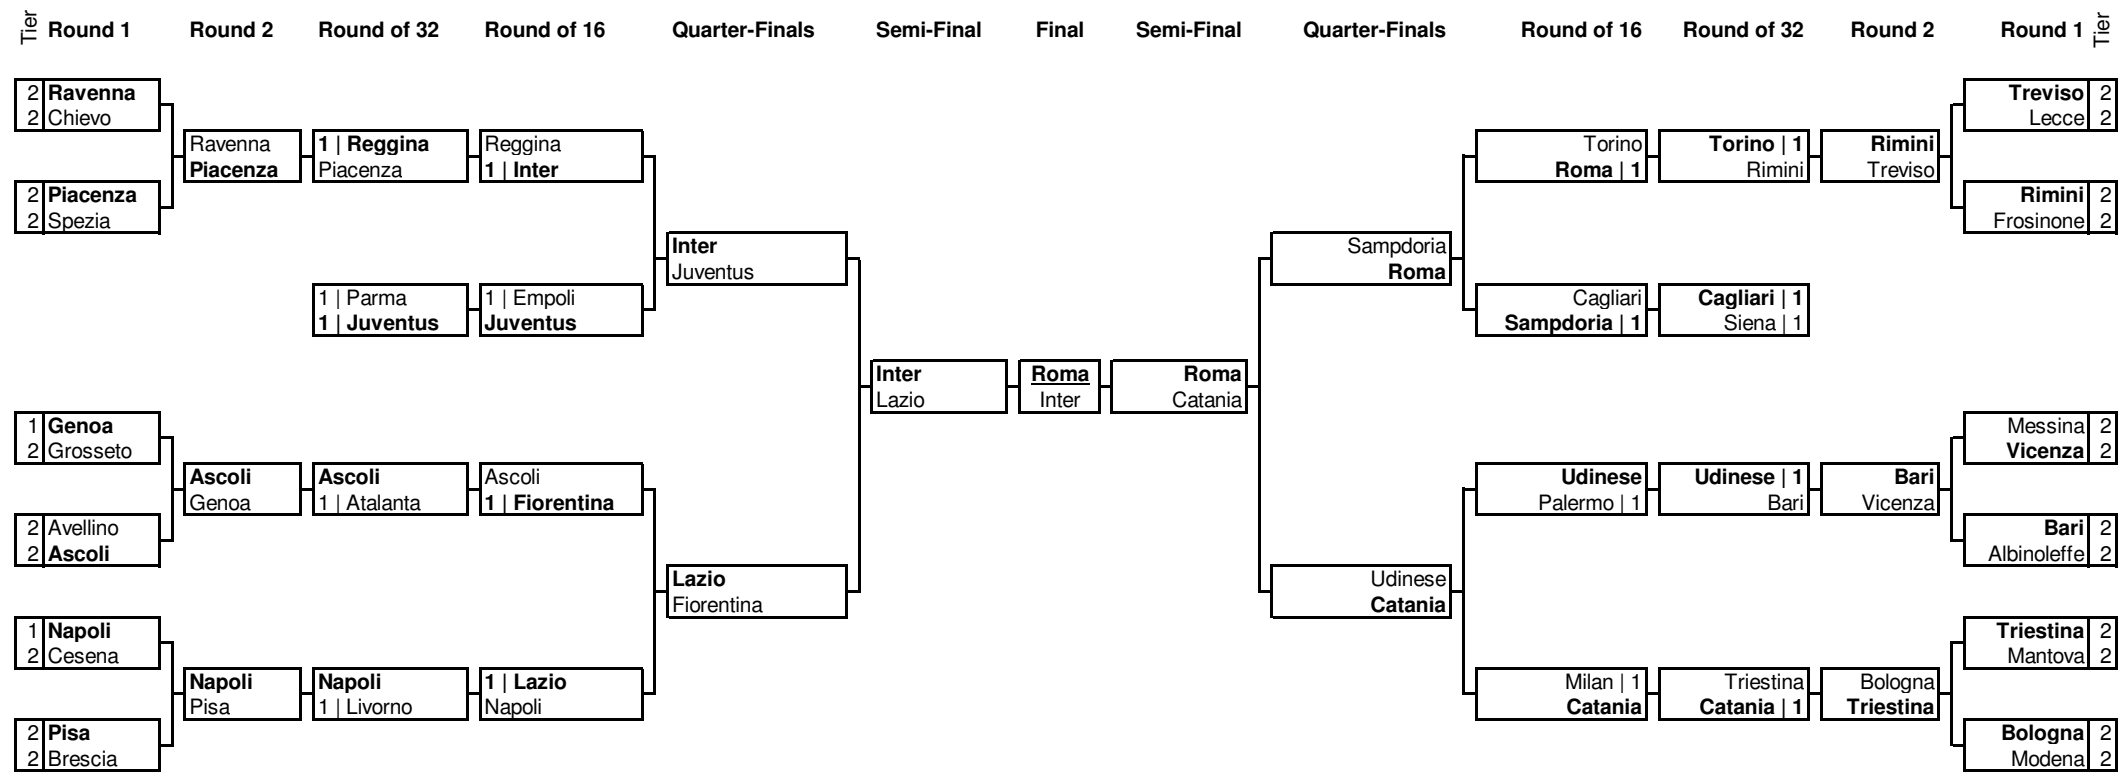 Tier Round 1 Round 2 Round of 32 Round of 16 Quarter-Finals Semi-Final Final Semi-Final Quarter-Finals Round of 16 Round of 32 Round 2 Round 1 Tier
2 Ravenna Treviso 2
2 Chievo Lecce 2
Ravenna 1 | Reggina Reggina Torino Torino | 1 Rimini
Piacenza Piacenza 1 | Inter Roma | 1 Rimini Treviso
2 Piacenza Rimini 2
2 Spezia Frosinone 2
Inter Sampdoria
Juventus Roma
1 | Parma 1 | Empoli Cagliari Cagliari | 1
1 | Juventus Juventus Sampdoria | 1 Siena | 1
Inter Roma Roma
Lazio Inter Catania
1 Genoa Messina 2
2 Grosseto Vicenza 2
Ascoli Ascoli Ascoli Udinese Udinese | 1 Bari
Genoa 1 | Atalanta 1 | Fiorentina Palermo | 1 Bari Vicenza
2 Avellino Bari 2
2 Ascoli Albinoleffe 2
Lazio Udinese
Fiorentina Catania
1 Napoli Triestina 2
2 Cesena Mantova 2
Napoli Napoli 1 | Lazio Milan | 1 Triestina Bologna
Pisa 1 | Livorno Napoli Catania Catania | 1 Triestina
2 Pisa Bologna 2
2 Brescia Modena 2